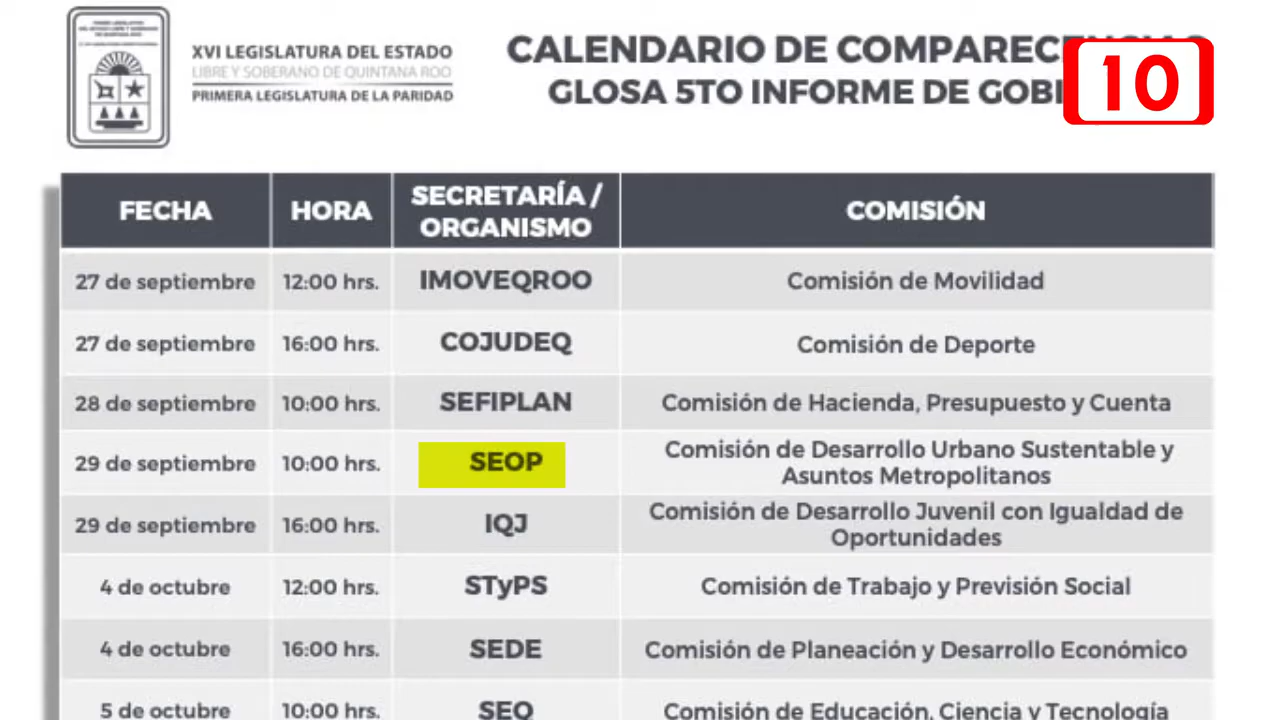 XVI LEGISLATURA DEL ESTADO
LIBRE Y SOBERANO DE QUINTANA ROO
PRIMERA LEGISLATURA DE LA PARIDAD
CALENDARIO DE
GLOSA 5TO INFORME DE
10
FECHA HORA SECRETARÍA / ORGANISMO COMISIÓN
27 de septiembre 12:00 hrs. IMOVEQROO Comisión de Movilidad
27 de septiembre 16:00 hrs. COJUDEQ Comisión de Deporte
28 de septiembre 10:00 hrs. SEFIPLAN Comisión de Hacienda, Presupuesto y Cuenta
29 de septiembre 10:00 hrs. SEOP Comisión de Desarrollo Urbano Sustentable y
Asuntos Metropolitanos
29 de septiembre 16:00 hrs. IQJ Comisión de Desarrollo Juvenil con Igualdad de
Oportunidades
4 de octubre 12:00 hrs. STyPS Comisión de Trabajo y Previsión Social
4 de octubre 16:00 hrs. SEDE Comisión de Planeación y Desarrollo Económico
5 de octubre 10:00 hrs. SEQ Comisión de Educación, Ciencia y Tecnología